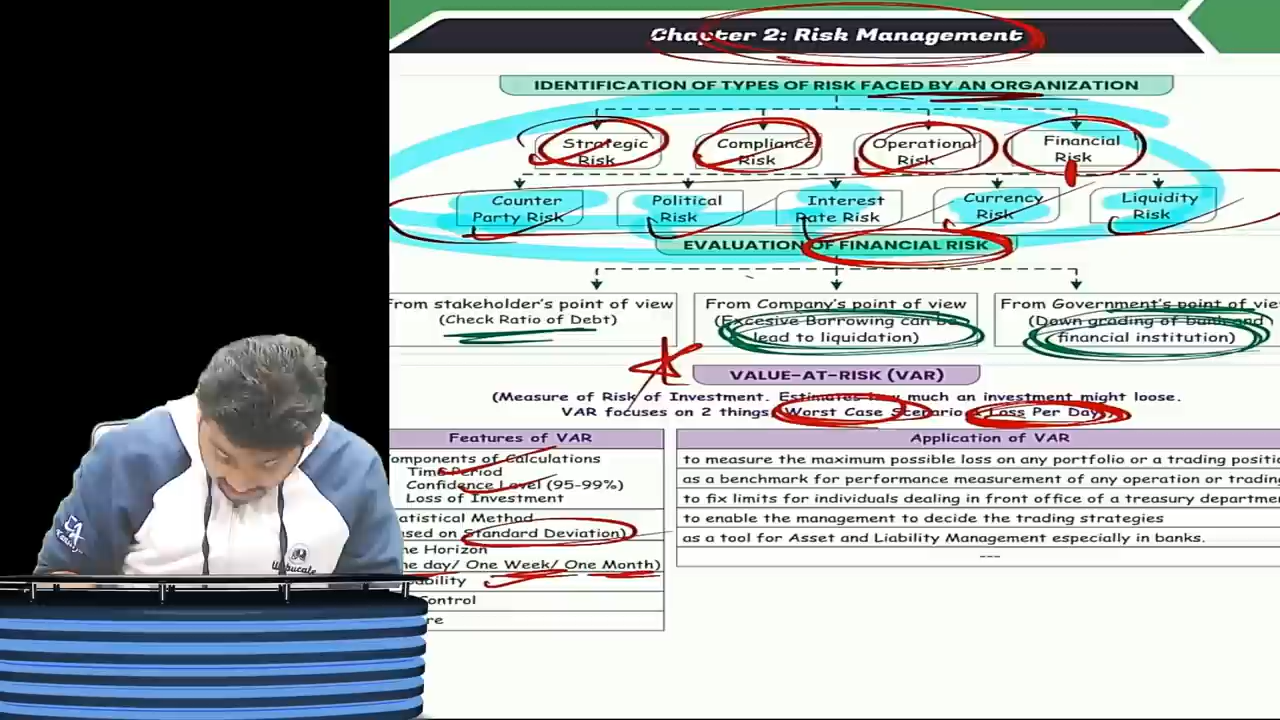 Chapter 2: Risk Management
IDENTIFICATION OF TYPES OF RISK FACED BY AN ORGANIZATION
Strategic Risk
Compliance Risk
Operational Risk
Financial Risk
Counter Party Risk
Political Risk
Interest Rate Risk
Currency Risk
Liquidity Risk
EVALUATION OF FINANCIAL RISK
From stakeholder's point of view
(Check Ratio of Debt)
From Company's point of view
(Excesive Borrowing can be
lead to liquidation)
From Government's point of vie
(Down grading of bank and
financial institution)
VALUE-AT-RISK (VAR)
(Measure of Risk of Investment. Estimates how much an investment might loose.
VAR focuses on 2 things, Worst Case Scenario & Loss Per Day)
Features of VAR
omponents of Calculations
Time Period
Confidence Level (95-99%)
Loss of Investment
atistical Method
ased on Standard Deviation)
me Horizon
ne day/ One Week/ One Month)
bability
Control
re
Application of VAR
to measure the maximum possible loss on any portfolio or a trading positio
as a benchmark for performance measurement of any operation or trading
to fix limits for individuals dealing in front office of a treasury departme
to enable the management to decide the trading strategies
as a tool for Asset and Liability Management especially in banks.
---
CA